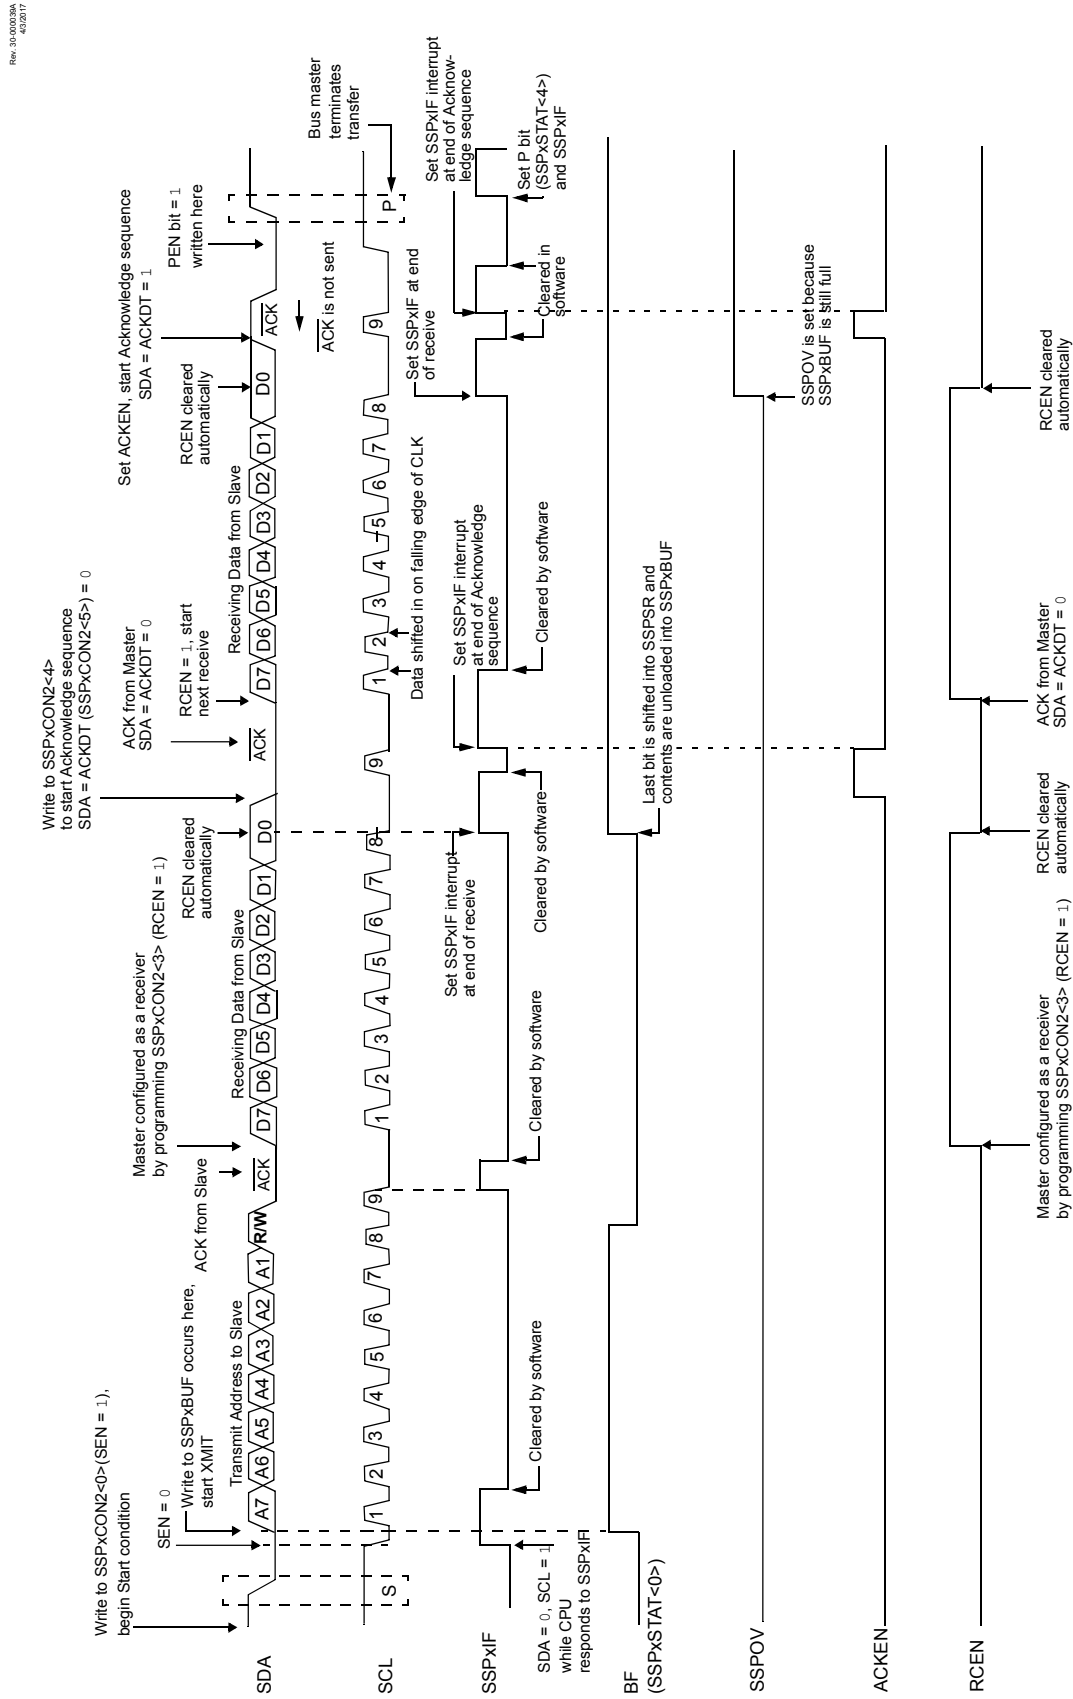 Rev. 30-000039A
4/3/2017
Write to SSPxCON2<0>(SEN = 1),
begin Start condition
SEN = 0
Write to SSPxBUF occurs here,
start XMIT
ACK from Slave
Master configured as a receiver
by programming SSPxCON2<3> (RCEN = 1)
RCEN cleared
automatically
Write to SSPxCON2<4>
to start Acknowledge sequence
SDA = ACKDT (SSPxCON2<5>) = 0
ACK from Master
SDA = ACKDT = 0
RCEN = 1, start
next receive
RCEN cleared
automatically
Set ACKEN, start Acknowledge sequence
SDA = ACKDT = 1
PEN bit = 1
written here
Transmit Address to Slave
Receiving Data from Slave
Receiving Data from Slave
SDA
A7 A6 A5 A4 A3 A2 A1 R/W ACK D7 D6 D5 D4 D3 D2 D1 D0 ACK D7 D6 D5 D4 D3 D2 D1 D0 ACK
ACK is not sent
Bus master
terminates
transfer
SCL
S 1 2 3 4 5 6 7 8 9 1 2 3 4 5 6 7 8 9 1 2 3 4 5 6 7 8 9 P
Data shifted in on falling edge of CLK
Set SSPxIF at end
of receive
Set SSPxIF interrupt
at end of receive
Set SSPxIF interrupt
at end of Acknowledge
sequence
Set SSPxIF interrupt
at end of Acknow-
ledge sequence
SSPxIF
SDA = 0, SCL = 1
while CPU
responds to SSPxIF
Cleared by software
Cleared by software
Cleared by software
Cleared by software
Cleared in
software
Set P bit
(SSPxSTAT<4>)
and SSPxIF
BF
(SSPxSTAT<0>)
Last bit is shifted into SSPSR and
contents are unloaded into SSPxBUF
SSPOV
SSPOV is set because
SSPxBUF is still full
ACKEN
RCEN
Master configured as a receiver
by programming SSPxCON2<3> (RCEN = 1)
RCEN cleared
automatically
ACK from Master
SDA = ACKDT = 0
RCEN cleared
automatically